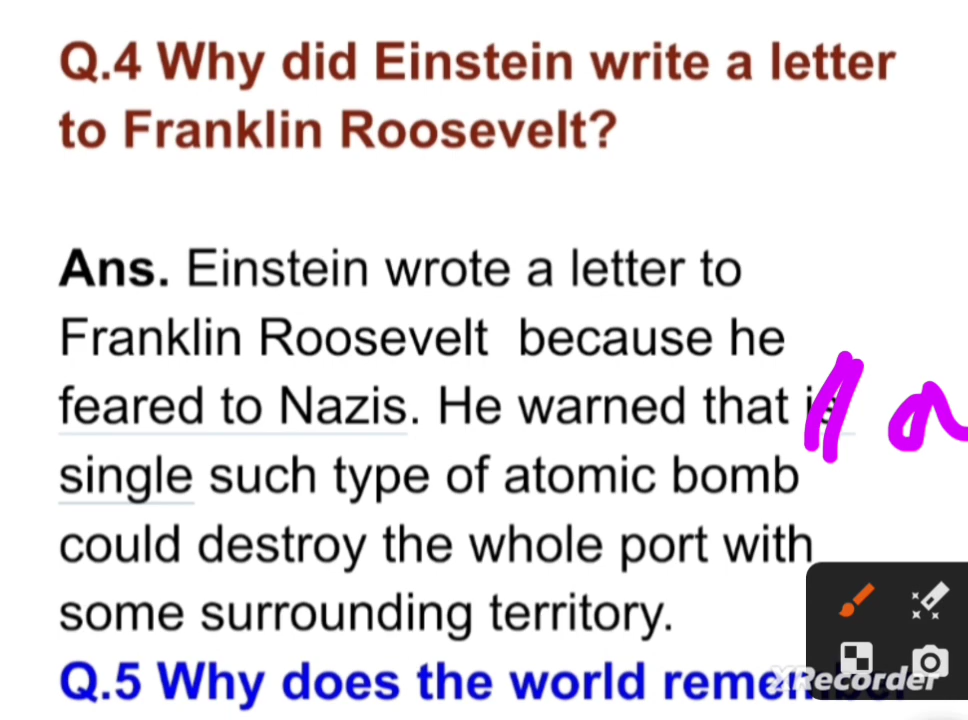 Q.4 Why did Einstein write a letter
to Franklin Roosevelt?
Ans. Einstein wrote a letter to
Franklin Roosevelt because he
feared to Nazis. He warned that is a
single such type of atomic bomb
could destroy the whole port with
some surrounding territory.
Q.5 Why does the world remember
XRecorder